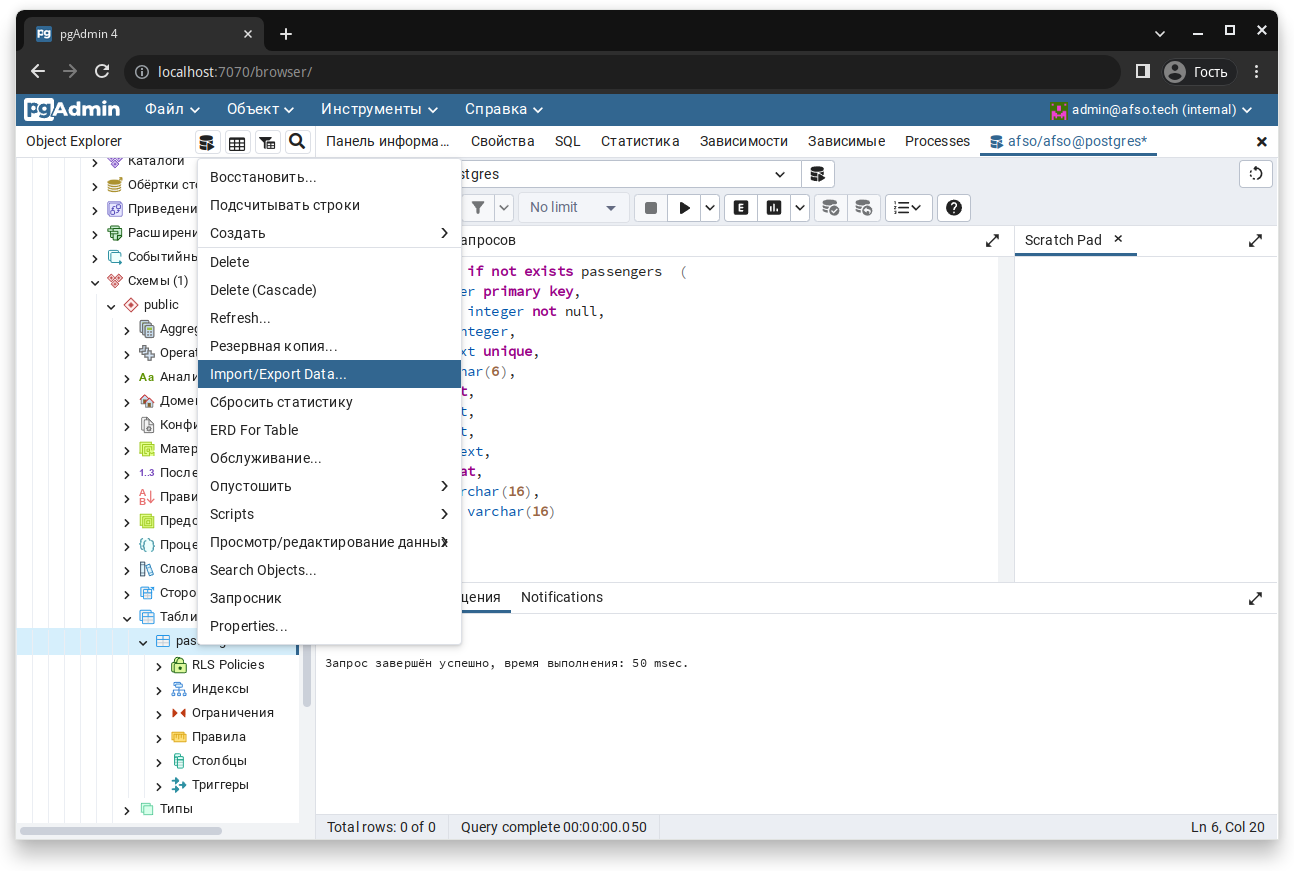 pgAdmin 4
localhost:7070/browser/
Гость
pgAdmin Файл Объект Инструменты Справка admin@afso.tech (internal)
Object Explorer
Панель информа... Свойства SQL Статистика Зависимости Зависимые Processes afso/afso@postgres*
Каталоги
Обёртки
Приведени
Расширен
Событийны
Схемы (1)
public
Aggreg
Опера
Aa Анали
Домен
Конфи
Матер
1..3 После
Прави
Предс
Проце
Слова
Сторо
Табли
RLS Policies
Индексы
Ограничения
Правила
Столбцы
Триггеры
Типы
Восстановить...
Подсчитывать строки
Создать
Delete
Delete (Cascade)
Refresh...
Резервная копия...
Import/Export Data...
Сбросить статистику
ERD For Table
Обслуживание...
Опустошить
Scripts
Просмотр/редактирование данных
Search Objects...
Запросник
Properties...
stgres
No limit
E
апросов
Scratch Pad
if not exists passengers (
er primary key,
integer not null,
nteger,
xt unique,
har(6),
t,
t,
t,
ext,
at,
rchar(16),
varchar(16)
щения Notifications
Запрос завершён успешно, время выполнения: 50 msec.
Total rows: 0 of 0 Query complete 00:00:00.050 Ln 6, Col 20